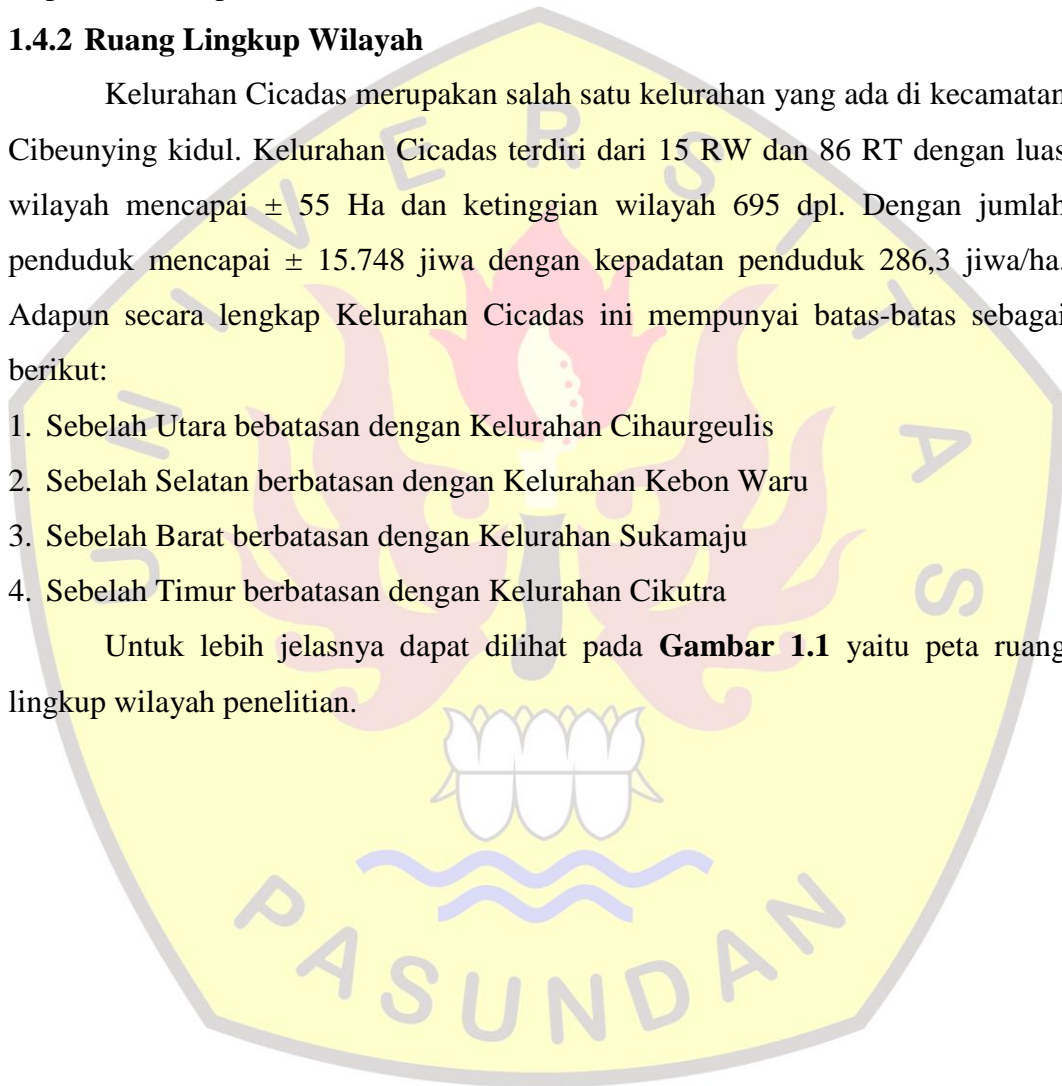 1.4.2 Ruang Lingkup Wilayah
Kelurahan Cicadas merupakan salah satu kelurahan yang ada di kecamatan
Cibeunying kidul. Kelurahan Cicadas terdiri dari 15 RW dan 86 RT dengan luas
wilayah mencapai ± 55 Ha dan ketinggian wilayah 695 dpl. Dengan jumlah
penduduk mencapai ± 15.748 jiwa dengan kepadatan penduduk 286,3 jiwa/ha.
Adapun secara lengkap Kelurahan Cicadas ini mempunyai batas-batas sebagai
berikut:
1. Sebelah Utara bebatasan dengan Kelurahan Cihaurgeulis
2. Sebelah Selatan berbatasan dengan Kelurahan Kebon Waru
3. Sebelah Barat berbatasan dengan Kelurahan Sukamaju
4. Sebelah Timur berbatasan dengan Kelurahan Cikutra
Untuk lebih jelasnya dapat dilihat pada Gambar 1.1 yaitu peta ruang
lingkup wilayah penelitian.
UNIVERSITAS
PASUNDAN